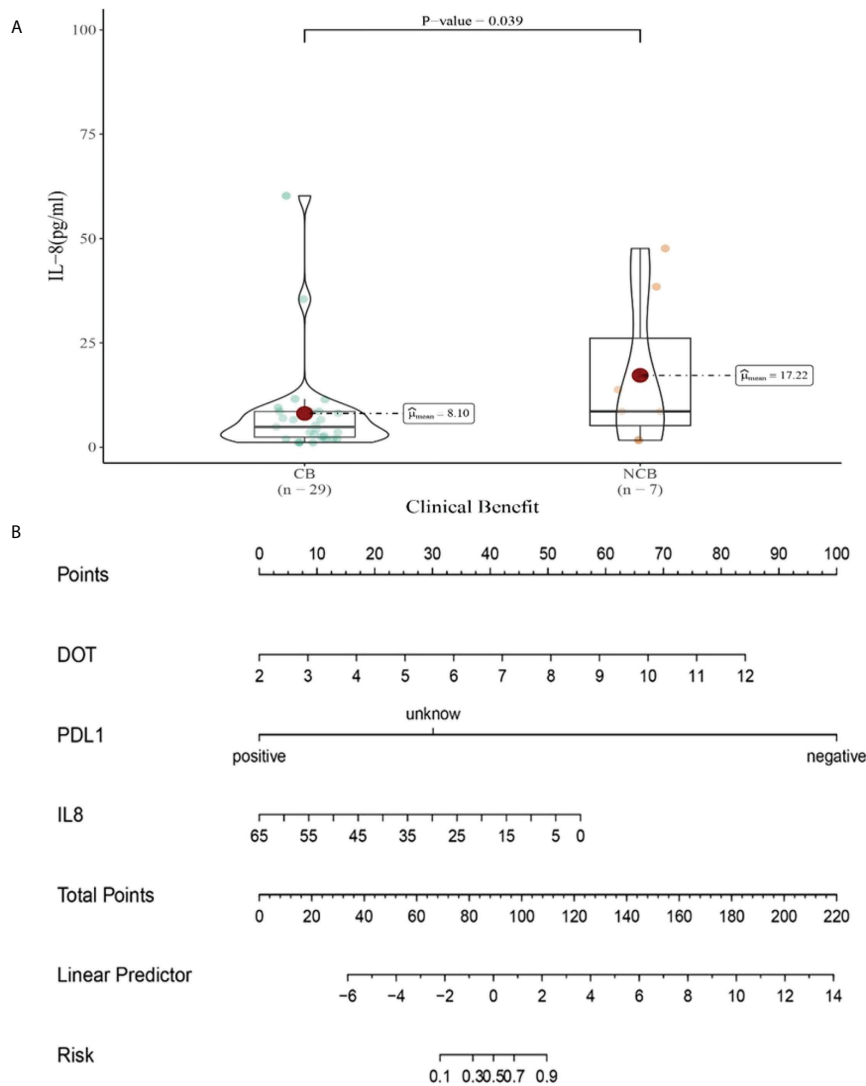 A
P-value - 0.039
100
75
50
25
0
IL-8(pg/ml)
μ̂mean - 8.10
μ̂mean = 17.22
CB
(n - 29)
NCB
(n - 7)
Clinical Benefit
B
Points
0 10 20 30 40 50 60 70 80 90 100
DOT
2 3 4 5 6 7 8 9 10 11 12
PDL1
unknow
positive negative
IL8
65 55 45 35 25 15 5 0
Total Points
0 20 40 60 80 100 120 140 160 180 200 220
Linear Predictor
-6 -4 -2 0 2 4 6 8 10 12 14
Risk
0.1 0.30.50.7 0.9